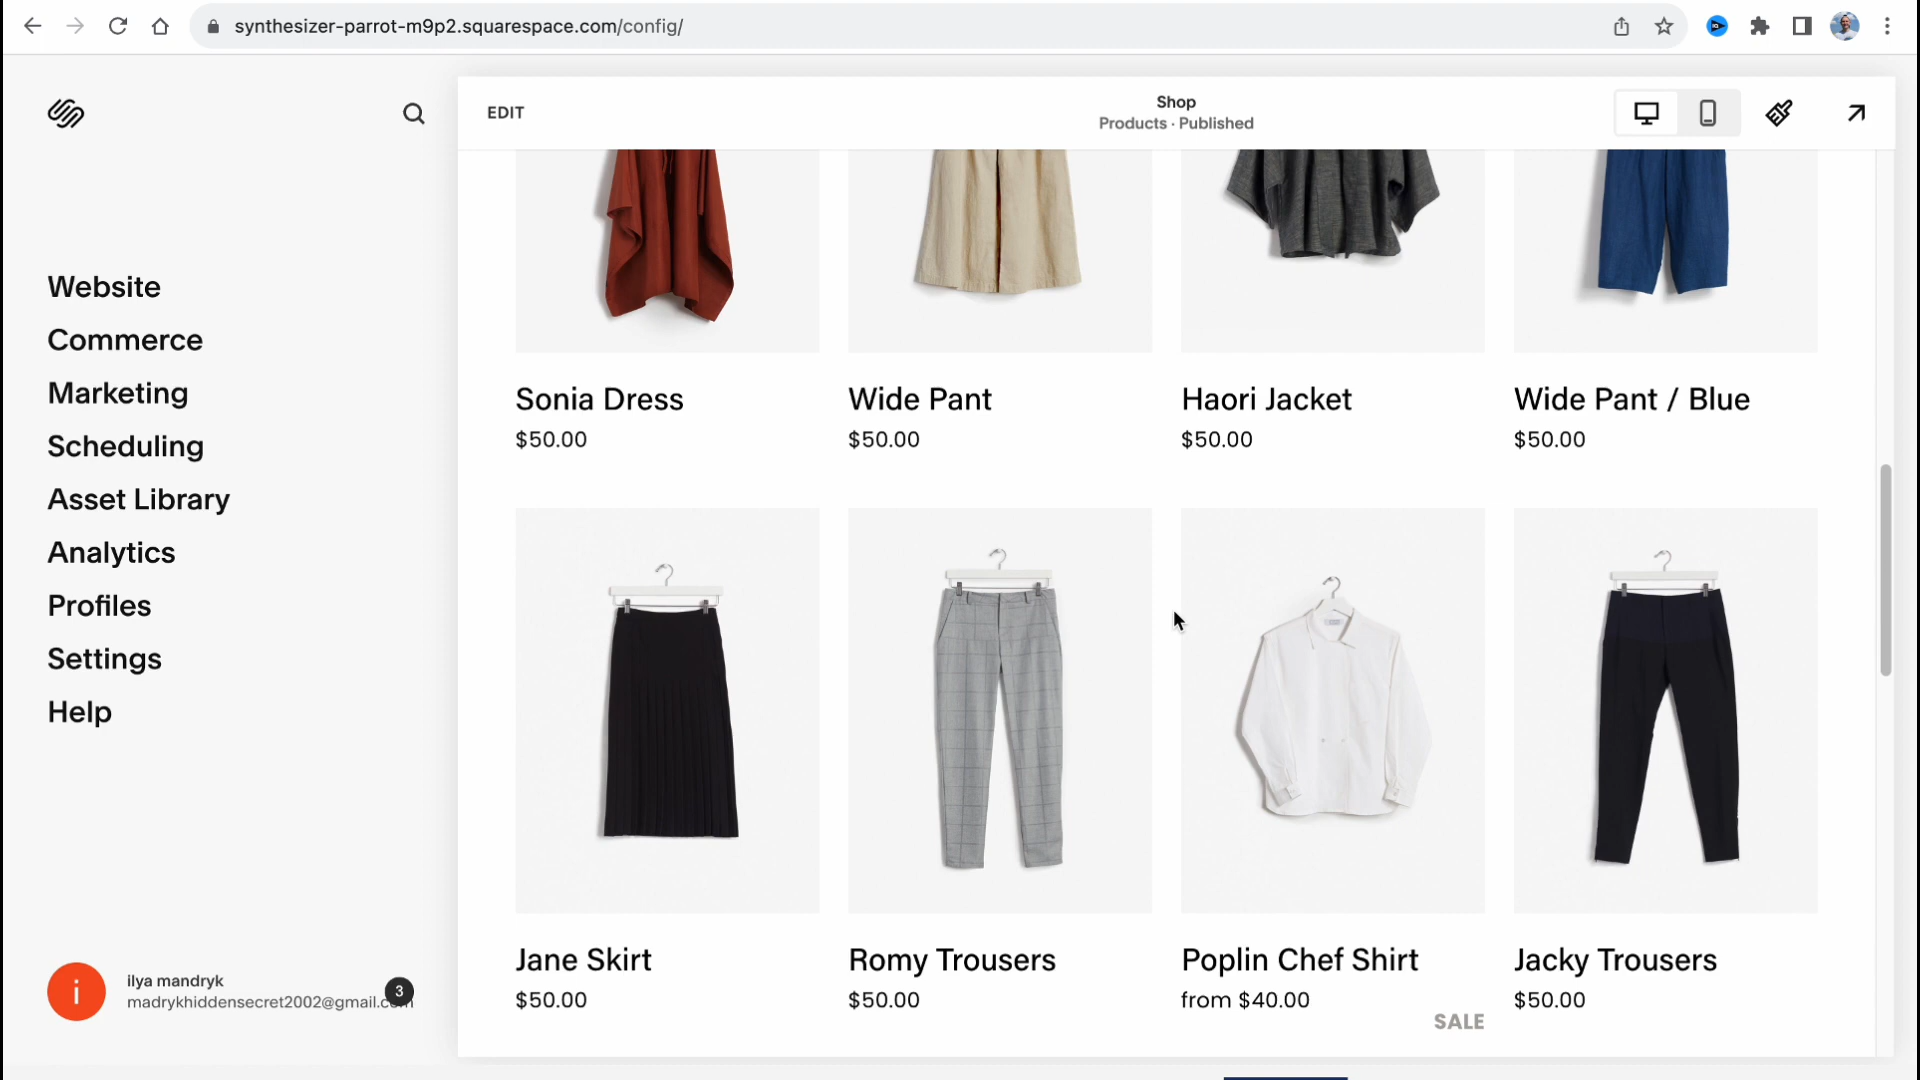 synthesizer-parrot-m9p2.squarespace.com/config/
EDIT
Shop
Products · Published
Website
Commerce
Marketing
Scheduling
Asset Library
Analytics
Profiles
Settings
Help
Sonia Dress
$50.00
Wide Pant
$50.00
Haori Jacket
$50.00
Wide Pant / Blue
$50.00
Jane Skirt
$50.00
Romy Trousers
$50.00
Poplin Chef Shirt
from $40.00
SALE
Jacky Trousers
$50.00
i
ilya mandryk
madrykhiddensecret2002@gmail.com
3